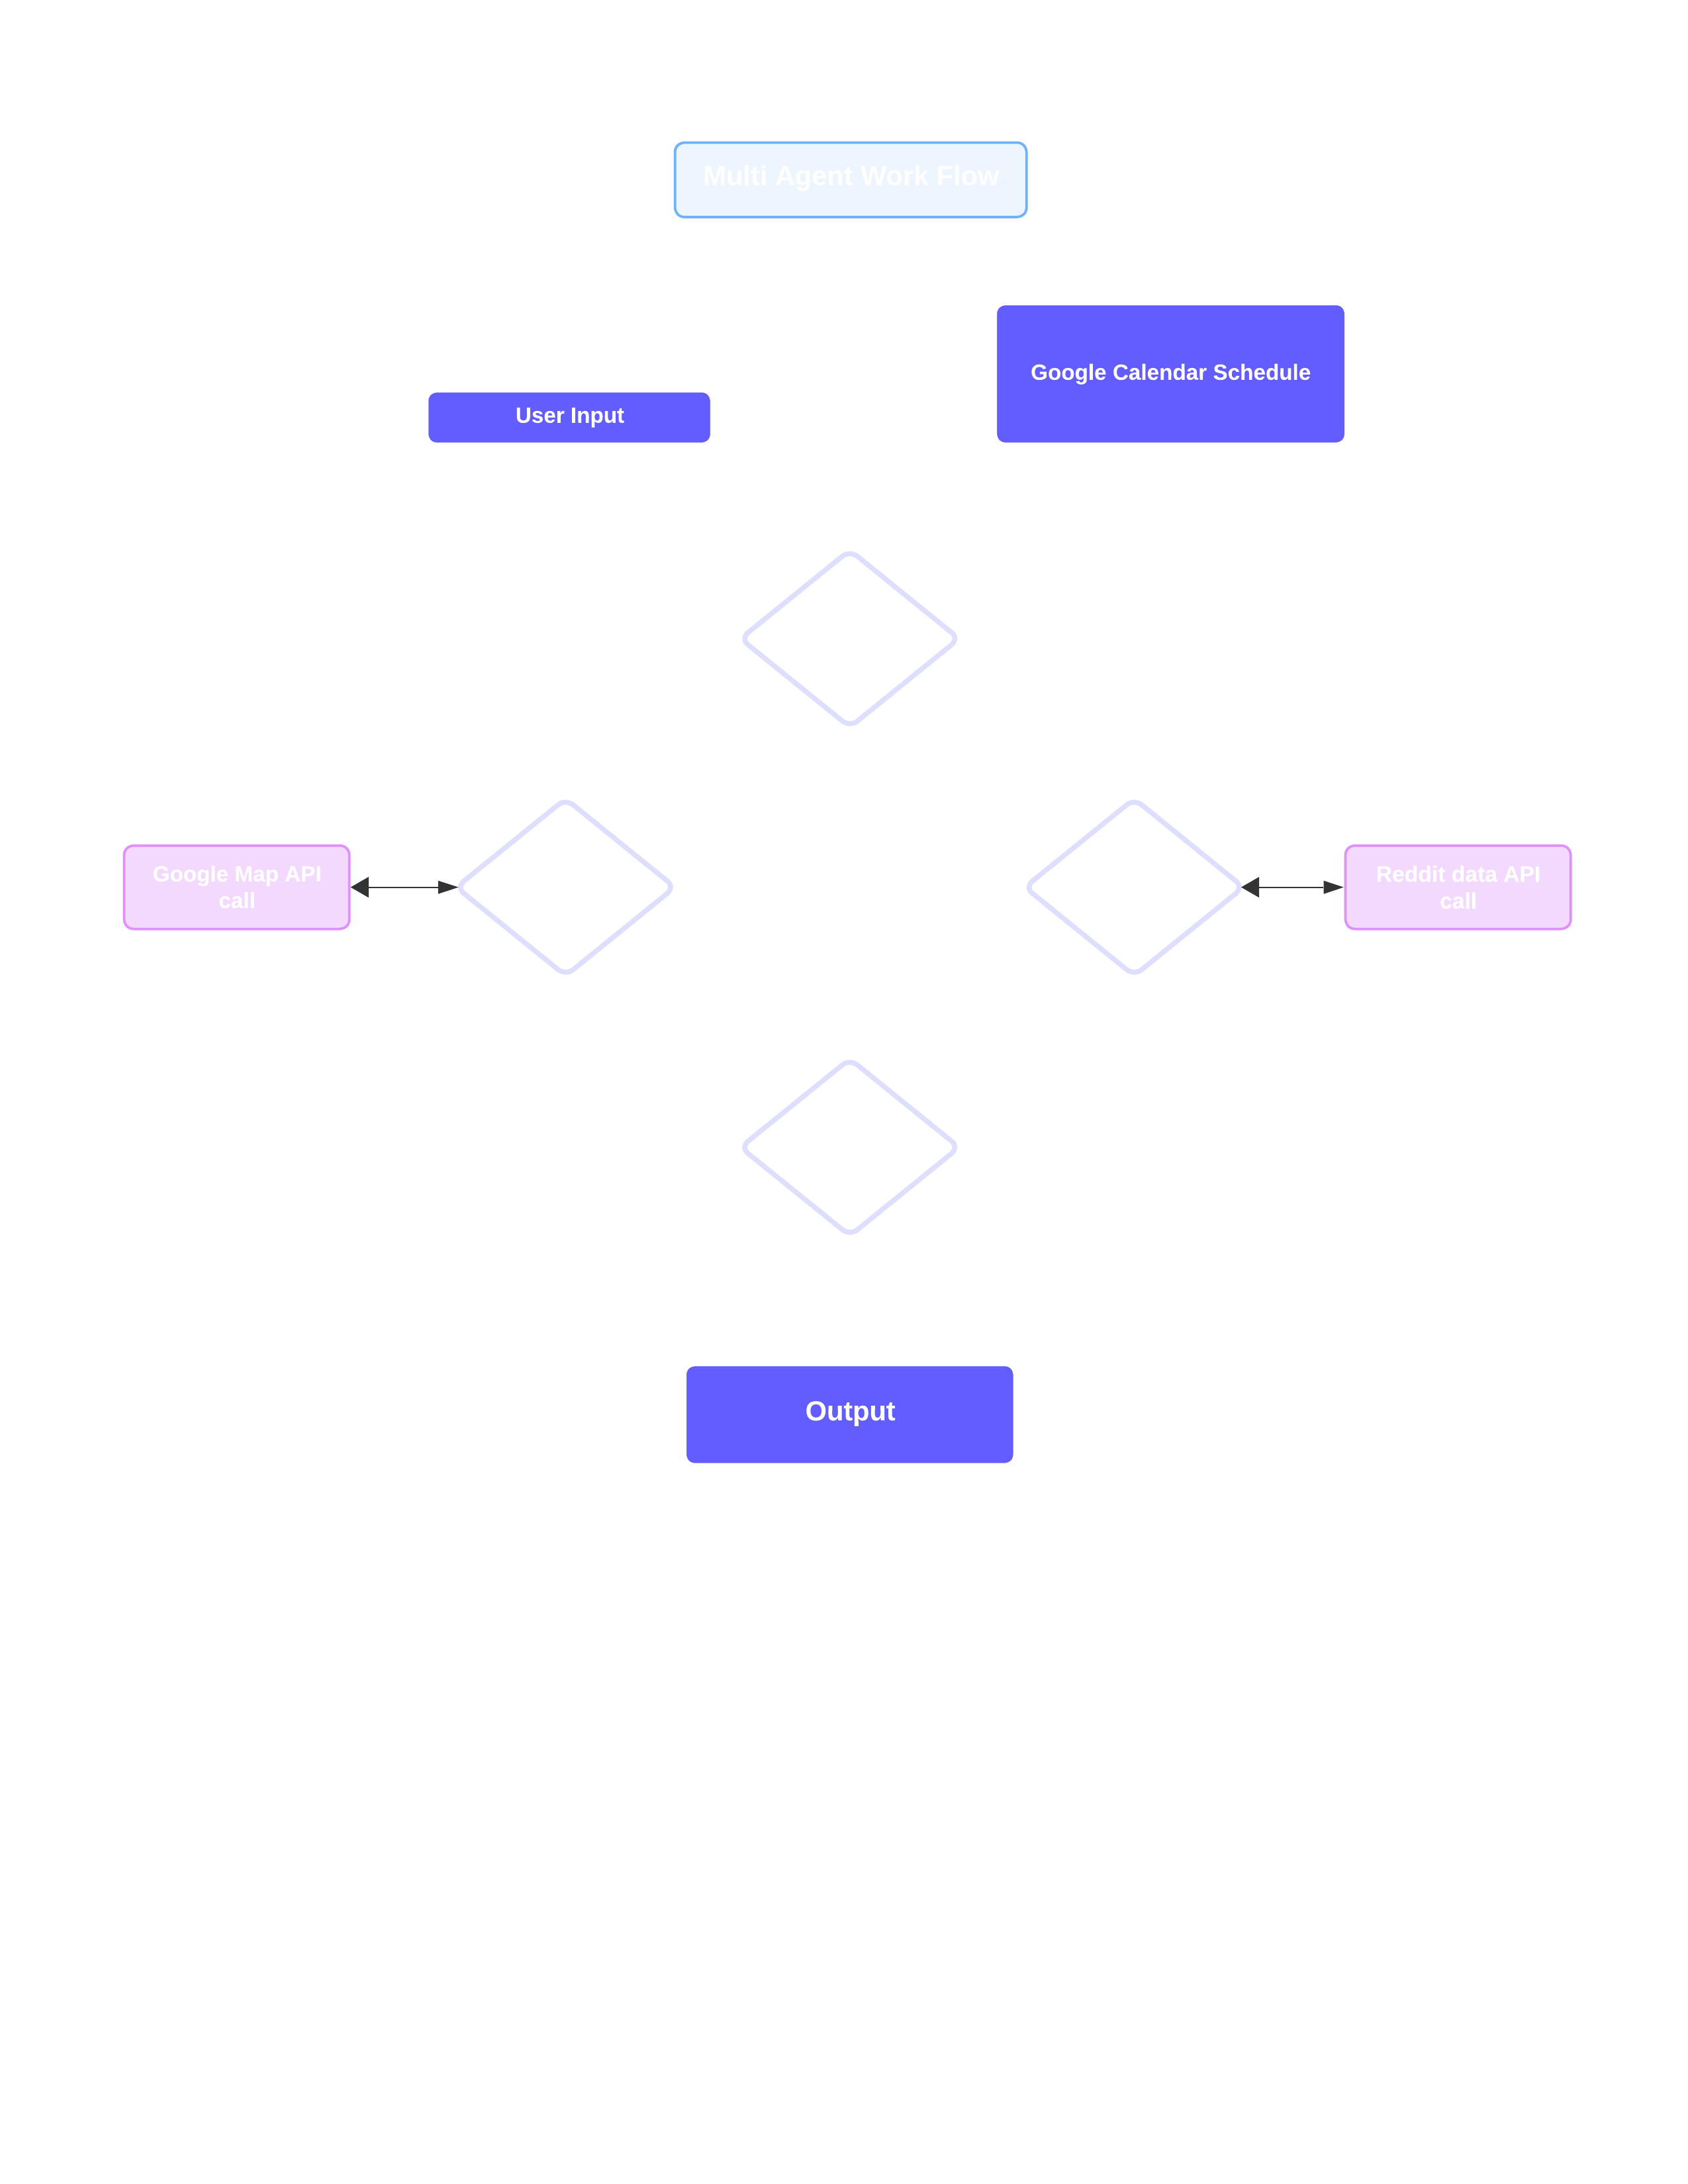 Multi Agent Work Flow
Google Calendar Schedule
User Input
Google Map API
call
Reddit data API
call
Output